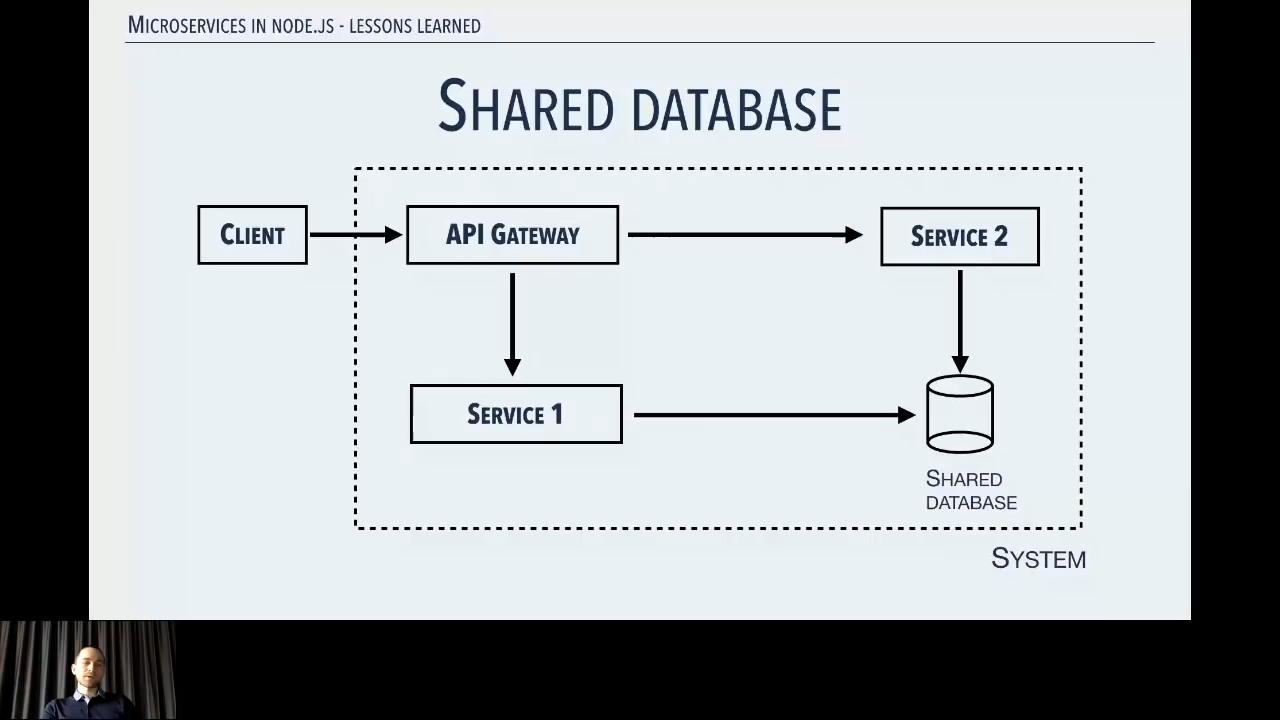 Microservices in node.js - lessons learned
Shared database
Client
API Gateway
Service 2
Service 1
Shared
database
System